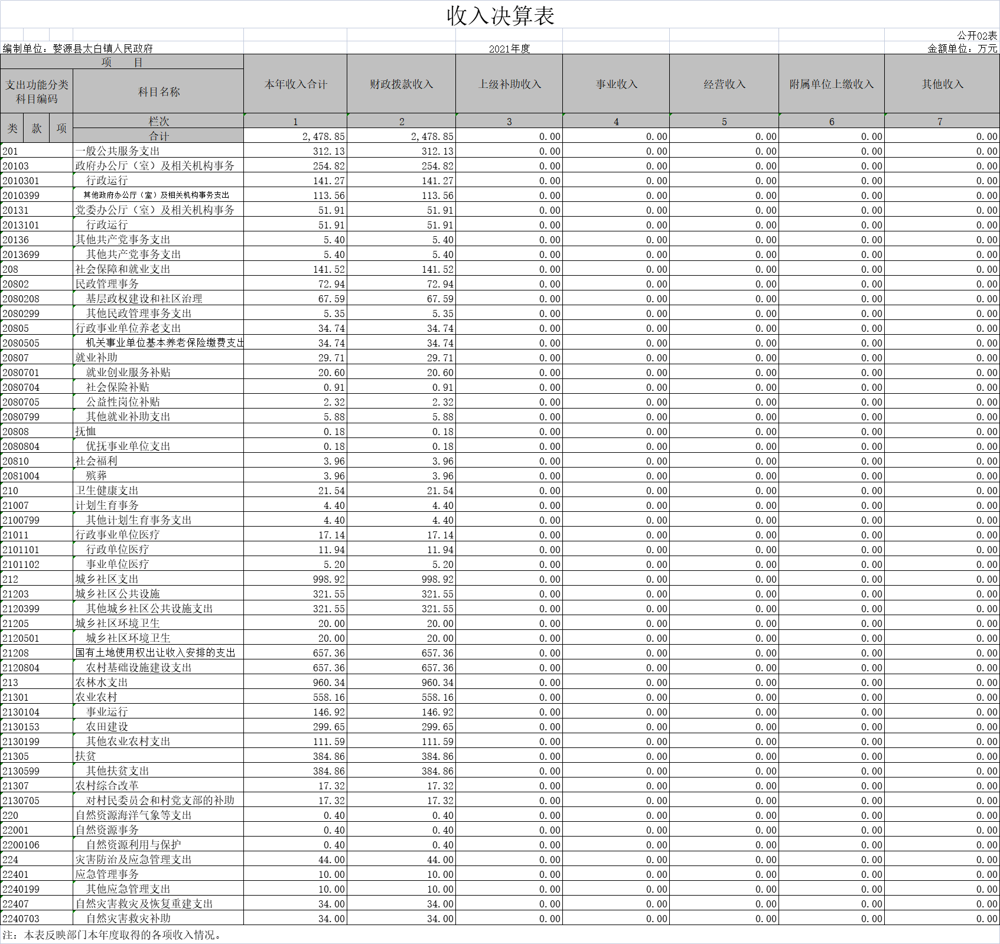 收入决算表
公开02表
编制单位：婺源县太白镇人民政府 2021年度 金额单位：万元
项 目 本年收入合计 财政拨款收入 上级补助收入 事业收入 经营收入 附属单位上缴收入 其他收入
支出功能分类科目编码 科目名称
类 款 项 栏次 1 2 3 4 5 6 7
合计 2,478.85 2,478.85 0.00 0.00 0.00 0.00 0.00
201 一般公共服务支出 312.13 312.13 0.00 0.00 0.00 0.00 0.00
20103 政府办公厅（室）及相关机构事务 254.82 254.82 0.00 0.00 0.00 0.00 0.00
2010301 行政运行 141.27 141.27 0.00 0.00 0.00 0.00 0.00
2010399 其他政府办公厅（室）及相关机构事务支出 113.56 113.56 0.00 0.00 0.00 0.00 0.00
20131 党委办公厅（室）及相关机构事务 51.91 51.91 0.00 0.00 0.00 0.00 0.00
2013101 行政运行 51.91 51.91 0.00 0.00 0.00 0.00 0.00
20136 其他共产党事务支出 5.40 5.40 0.00 0.00 0.00 0.00 0.00
2013699 其他共产党事务支出 5.40 5.40 0.00 0.00 0.00 0.00 0.00
208 社会保障和就业支出 141.52 141.52 0.00 0.00 0.00 0.00 0.00
20802 民政管理事务 72.94 72.94 0.00 0.00 0.00 0.00 0.00
2080208 基层政权建设和社区治理 67.59 67.59 0.00 0.00 0.00 0.00 0.00
2080299 其他民政管理事务支出 5.35 5.35 0.00 0.00 0.00 0.00 0.00
20805 行政事业单位养老支出 34.74 34.74 0.00 0.00 0.00 0.00 0.00
2080505 机关事业单位基本养老保险缴费支出 34.74 34.74 0.00 0.00 0.00 0.00 0.00
20807 就业补助 29.71 29.71 0.00 0.00 0.00 0.00 0.00
2080701 就业创业服务补贴 20.60 20.60 0.00 0.00 0.00 0.00 0.00
2080704 社会保险补贴 0.91 0.91 0.00 0.00 0.00 0.00 0.00
2080705 公益性岗位补贴 2.32 2.32 0.00 0.00 0.00 0.00 0.00
2080799 其他就业补助支出 5.88 5.88 0.00 0.00 0.00 0.00 0.00
20808 抚恤 0.18 0.18 0.00 0.00 0.00 0.00 0.00
2080804 优抚事业单位支出 0.18 0.18 0.00 0.00 0.00 0.00 0.00
20810 社会福利 3.96 3.96 0.00 0.00 0.00 0.00 0.00
2081004 殡葬 3.96 3.96 0.00 0.00 0.00 0.00 0.00
210 卫生健康支出 21.54 21.54 0.00 0.00 0.00 0.00 0.00
21007 计划生育事务 4.40 4.40 0.00 0.00 0.00 0.00 0.00
2100799 其他计划生育事务支出 4.40 4.40 0.00 0.00 0.00 0.00 0.00
21011 行政事业单位医疗 17.14 17.14 0.00 0.00 0.00 0.00 0.00
2101101 行政单位医疗 11.94 11.94 0.00 0.00 0.00 0.00 0.00
2101102 事业单位医疗 5.20 5.20 0.00 0.00 0.00 0.00 0.00
212 城乡社区支出 998.92 998.92 0.00 0.00 0.00 0.00 0.00
21203 城乡社区公共设施 321.55 321.55 0.00 0.00 0.00 0.00 0.00
2120399 其他城乡社区公共设施支出 321.55 321.55 0.00 0.00 0.00 0.00 0.00
21205 城乡社区环境卫生 20.00 20.00 0.00 0.00 0.00 0.00 0.00
2120501 城乡社区环境卫生 20.00 20.00 0.00 0.00 0.00 0.00 0.00
21208 国有土地使用权出让收入安排的支出 657.36 657.36 0.00 0.00 0.00 0.00 0.00
2120804 农村基础设施建设支出 657.36 657.36 0.00 0.00 0.00 0.00 0.00
213 农林水支出 960.34 960.34 0.00 0.00 0.00 0.00 0.00
21301 农业农村 558.16 558.16 0.00 0.00 0.00 0.00 0.00
2130104 事业运行 146.92 146.92 0.00 0.00 0.00 0.00 0.00
2130153 农田建设 299.65 299.65 0.00 0.00 0.00 0.00 0.00
2130199 其他农业农村支出 111.59 111.59 0.00 0.00 0.00 0.00 0.00
21305 扶贫 384.86 384.86 0.00 0.00 0.00 0.00 0.00
2130599 其他扶贫支出 384.86 384.86 0.00 0.00 0.00 0.00 0.00
21307 农村综合改革 17.32 17.32 0.00 0.00 0.00 0.00 0.00
2130705 对村民委员会和村党支部的补助 17.32 17.32 0.00 0.00 0.00 0.00 0.00
220 自然资源海洋气象等支出 0.40 0.40 0.00 0.00 0.00 0.00 0.00
22001 自然资源事务 0.40 0.40 0.00 0.00 0.00 0.00 0.00
2200106 自然资源利用与保护 0.40 0.40 0.00 0.00 0.00 0.00 0.00
224 灾害防治及应急管理支出 44.00 44.00 0.00 0.00 0.00 0.00 0.00
22401 应急管理事务 10.00 10.00 0.00 0.00 0.00 0.00 0.00
2240199 其他应急管理支出 10.00 10.00 0.00 0.00 0.00 0.00 0.00
22407 自然灾害救灾及恢复重建支出 34.00 34.00 0.00 0.00 0.00 0.00 0.00
2240703 自然灾害救灾补助 34.00 34.00 0.00 0.00 0.00 0.00 0.00
注：本表反映部门本年度取得的各项收入情况。